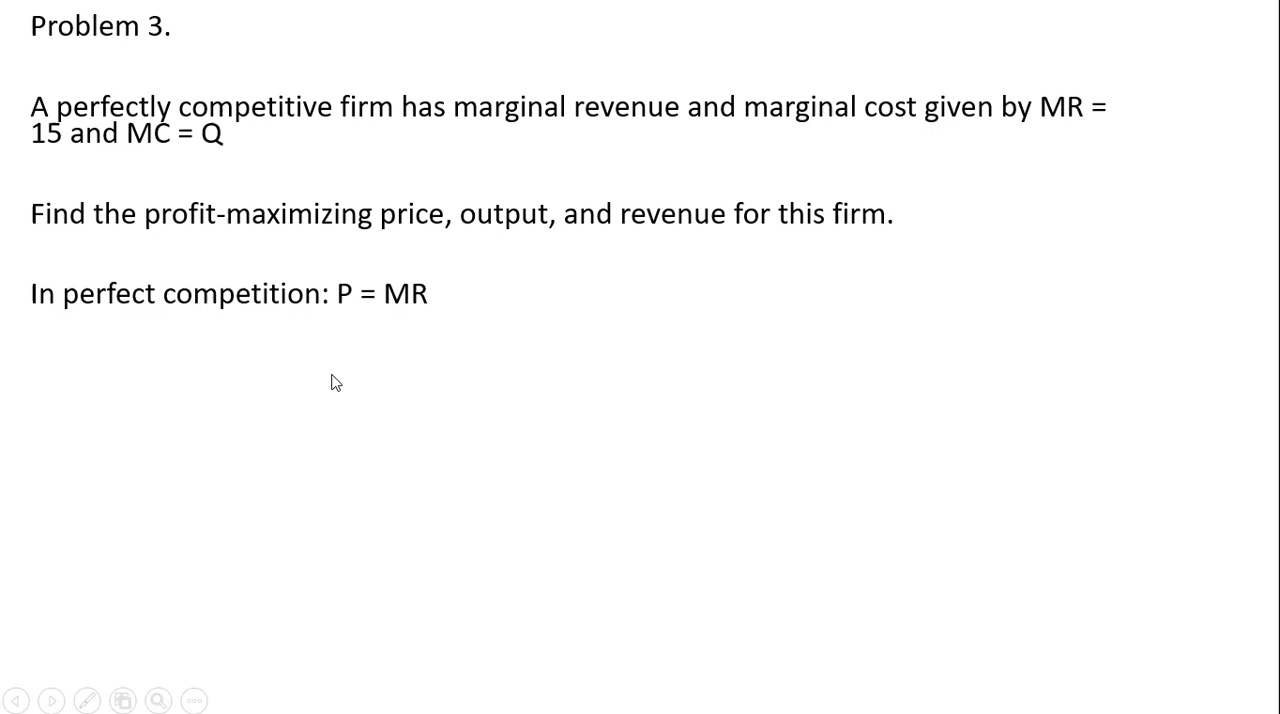 Problem 3.
A perfectly competitive firm has marginal revenue and marginal cost given by MR =
15 and MC = Q
Find the profit-maximizing price, output, and revenue for this firm.
In perfect competition: P = MR